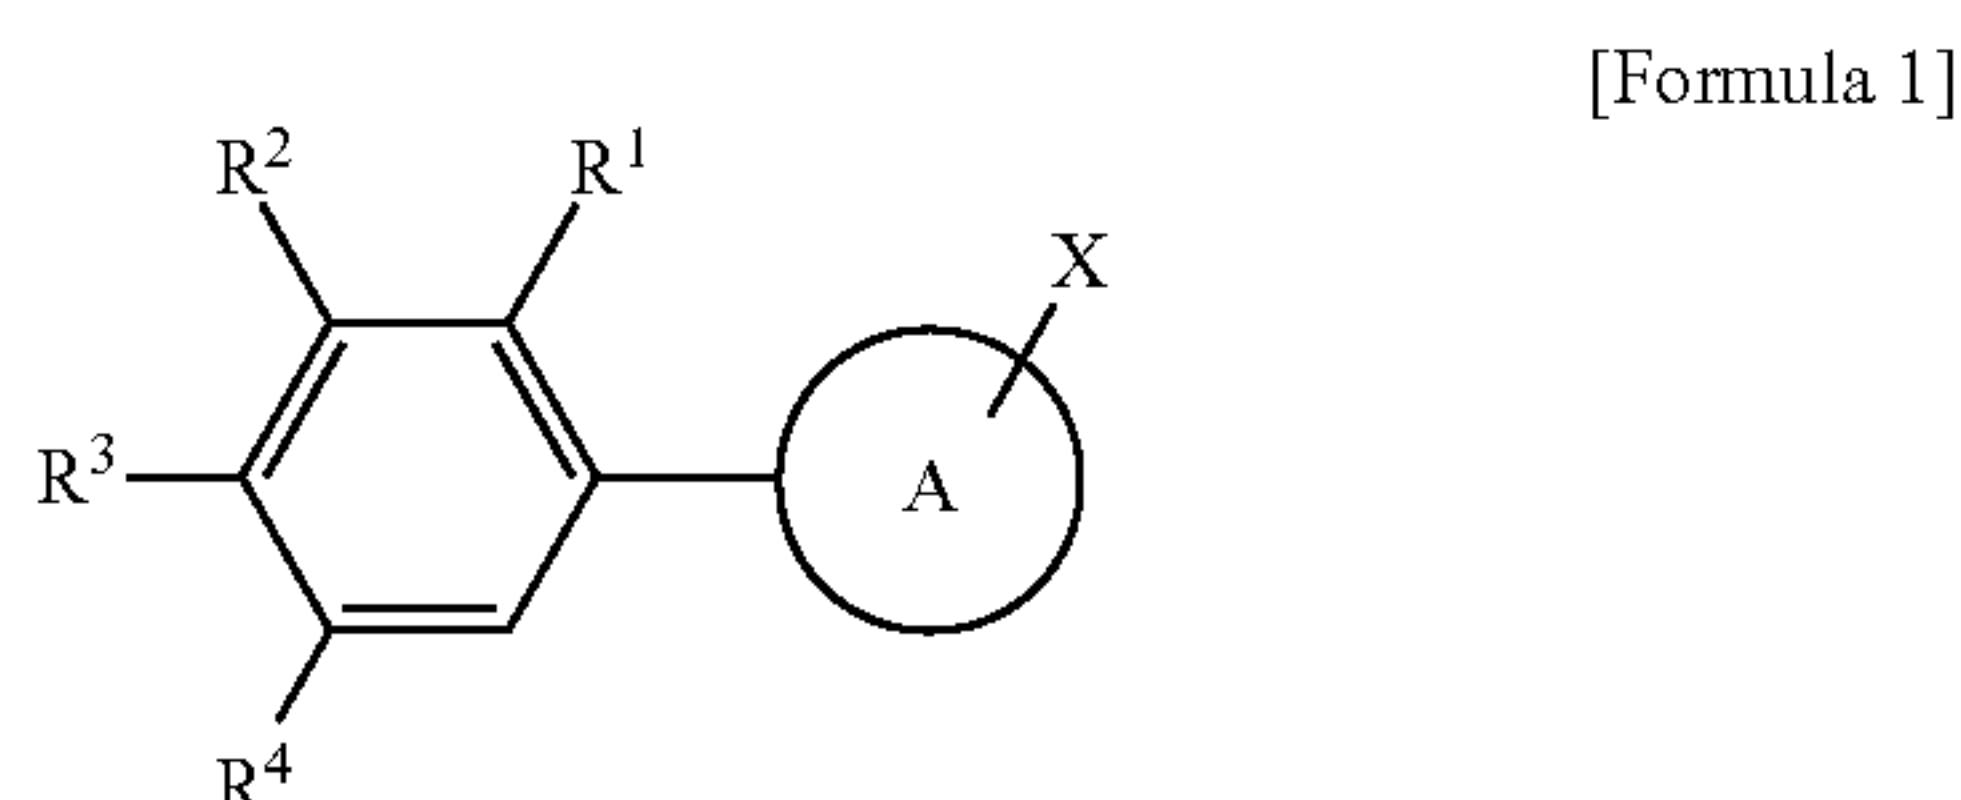 [Formula 1]
R² R¹
X
R³ A
R⁴